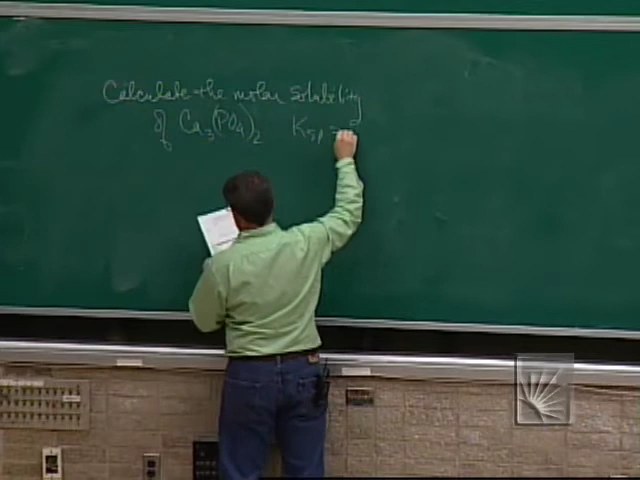 Calculate the molar solubility
of Ca₃(PO₄)₂ Ksp =